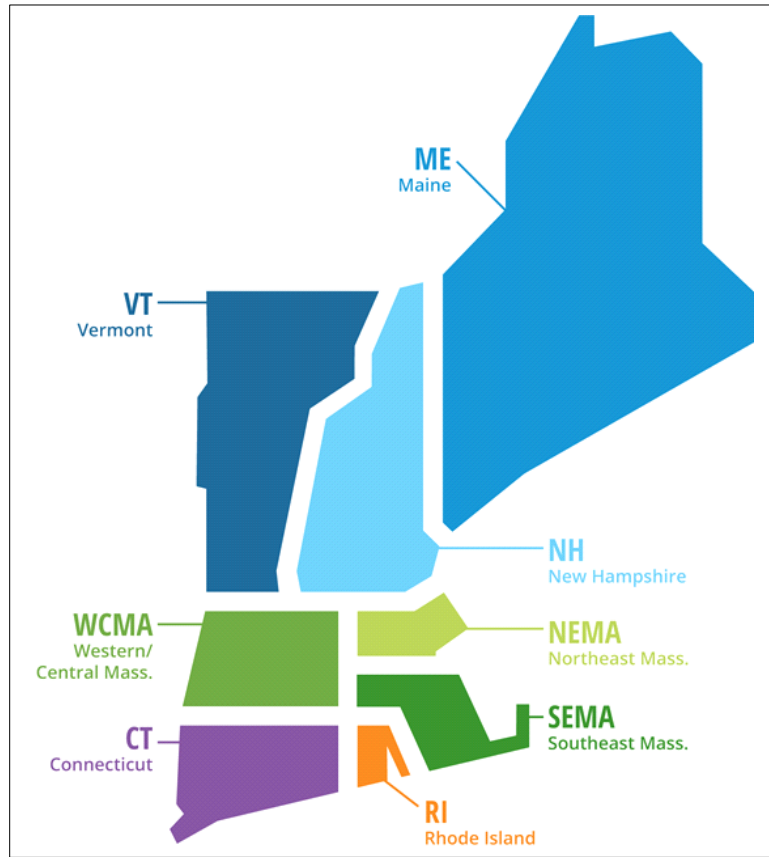 ME
Maine
VT
Vermont
NH
New Hampshire
WCMA
Western/
Central Mass.
NEMA
Northeast Mass.
SEMA
Southeast Mass.
CT
Connecticut
RI
Rhode Island